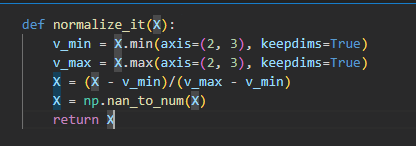 def normalize_it(X):
    v_min = X.min(axis=(2, 3), keepdims=True)
    v_max = X.max(axis=(2, 3), keepdims=True)
    X = (X - v_min)/(v_max - v_min)
    X = np.nan_to_num(X)
    return X